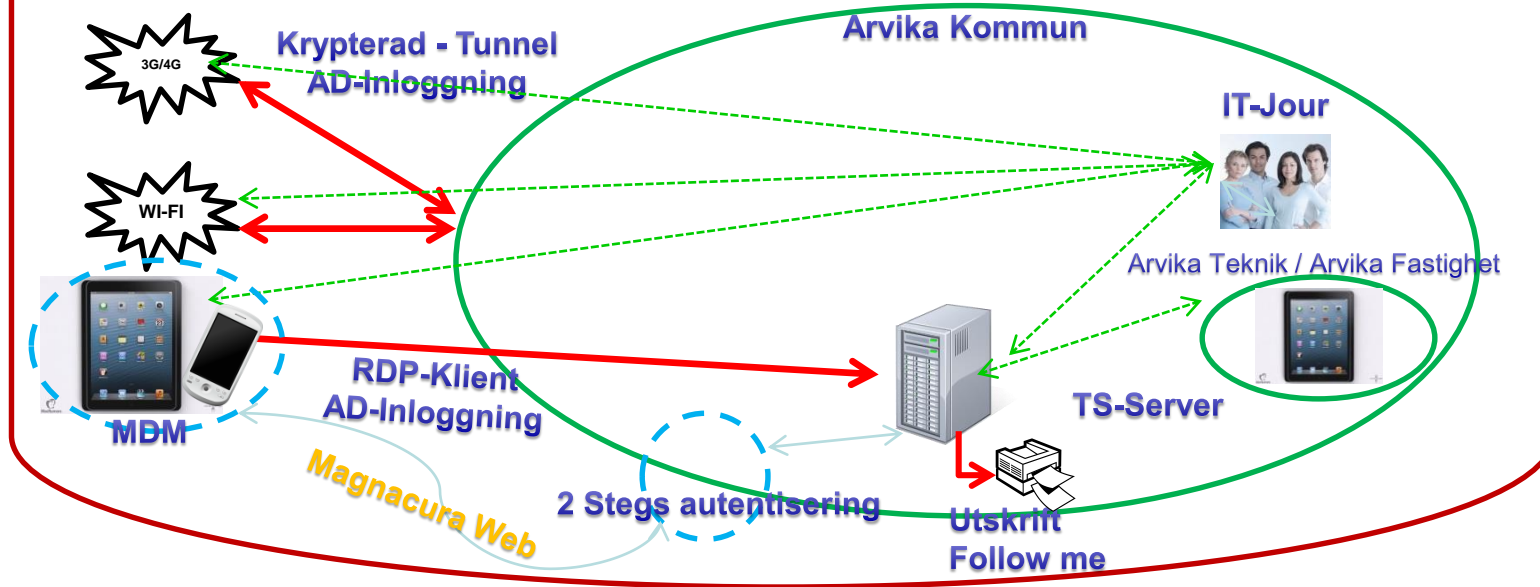 Arvika Kommun
Krypterad - Tunnel
AD-Inloggning
3G/4G
IT-Jour
WI-FI
Arvika Teknik / Arvika Fastighet
RDP-Klient
AD-Inloggning
TS-Server
MDM
Magnacura Web
2 Stegs autentisering
Utskrift
Follow me